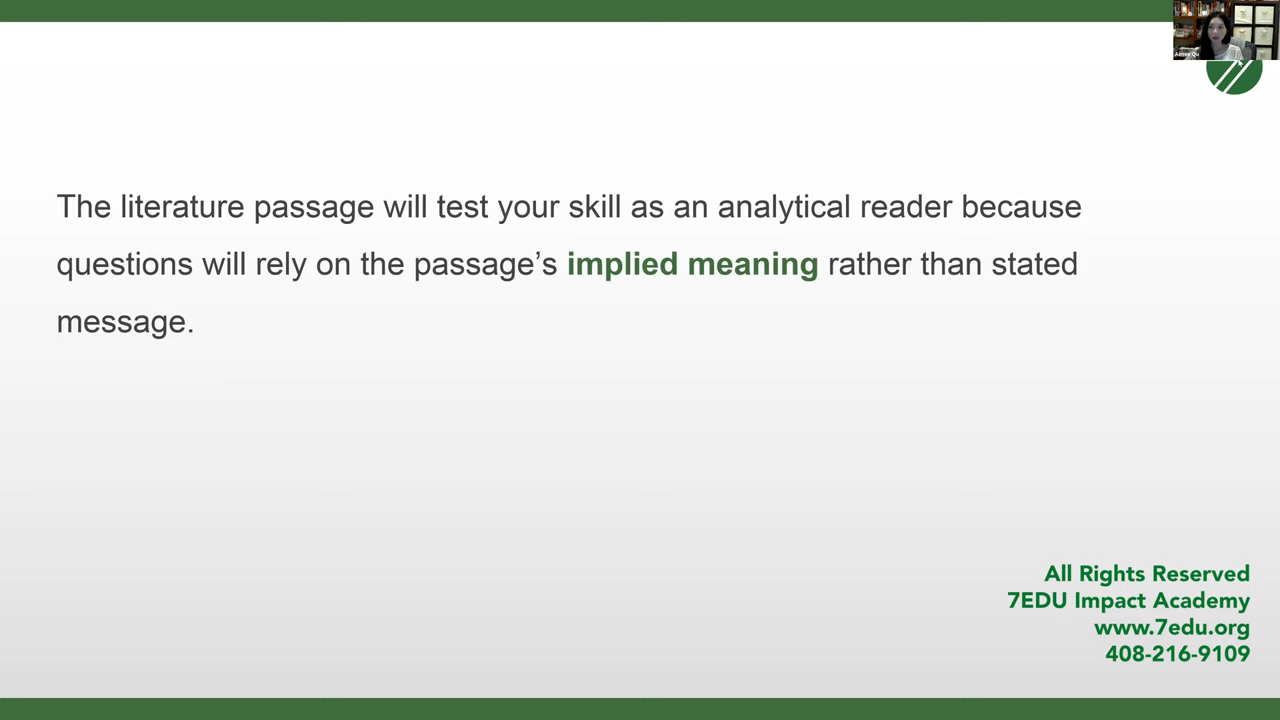 The literature passage will test your skill as an analytical reader because
questions will rely on the passage’s implied meaning rather than stated
message.
All Rights Reserved
7EDU Impact Academy
www.7edu.org
408-216-9109